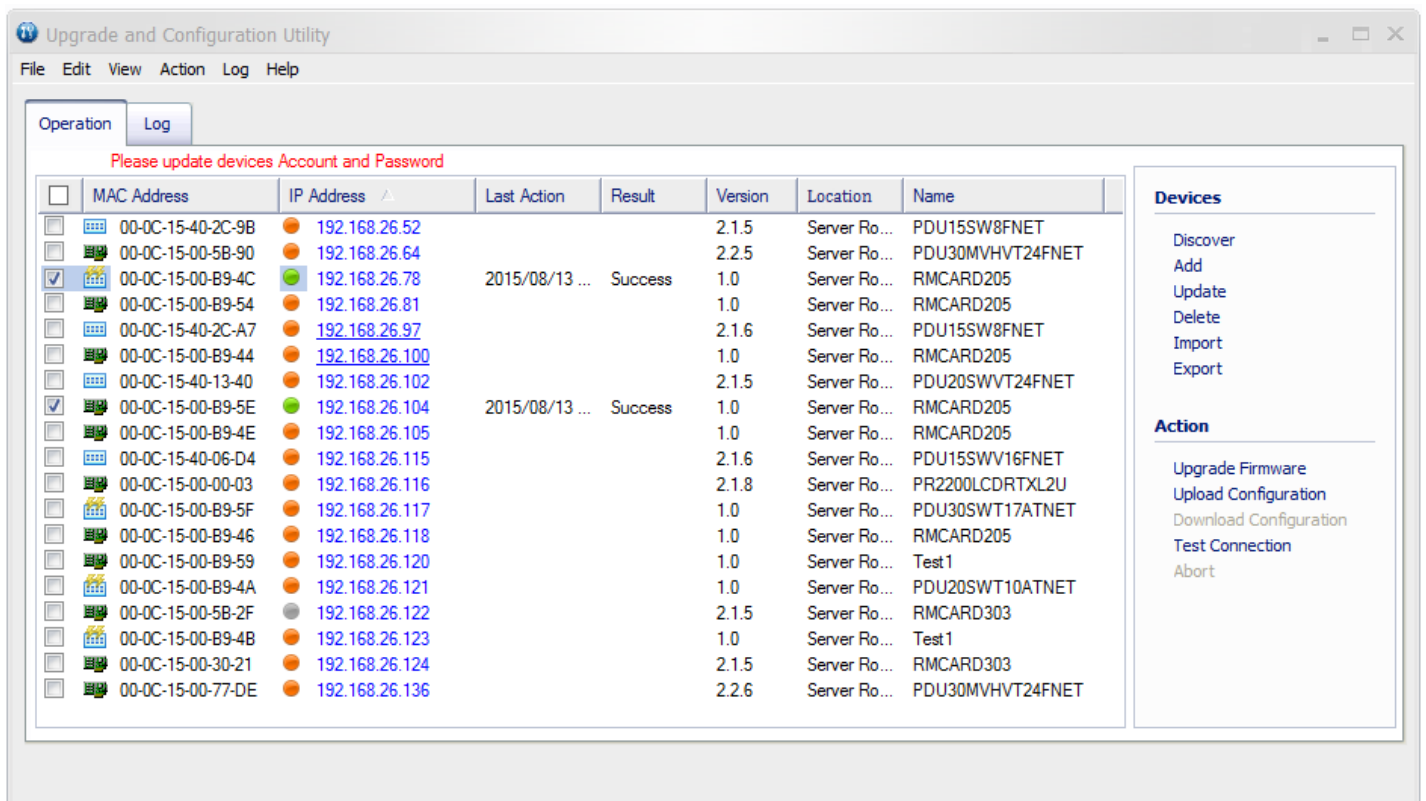 Upgrade and Configuration Utility
File Edit View Action Log Help
Operation Log
Please update devices Account and Password
MAC Address IP Address Last Action Result Version Location Name
00-0C-15-40-2C-9B 192.168.26.52 2.1.5 Server Ro... PDU15SW8FNET
00-0C-15-00-5B-90 192.168.26.64 2.2.5 Server Ro... PDU30MVHVT24FNET
00-0C-15-00-B9-4C 192.168.26.78 2015/08/13 ... Success 1.0 Server Ro... RMCARD205
00-0C-15-00-B9-54 192.168.26.81 1.0 Server Ro... RMCARD205
00-0C-15-40-2C-A7 192.168.26.97 2.1.6 Server Ro... PDU15SW8FNET
00-0C-15-00-B9-44 192.168.26.100 1.0 Server Ro... RMCARD205
00-0C-15-40-13-40 192.168.26.102 2.1.5 Server Ro... PDU20SWVT24FNET
00-0C-15-00-B9-5E 192.168.26.104 2015/08/13 ... Success 1.0 Server Ro... RMCARD205
00-0C-15-00-B9-4E 192.168.26.105 1.0 Server Ro... RMCARD205
00-0C-15-40-06-D4 192.168.26.115 2.1.6 Server Ro... PDU15SWV16FNET
00-0C-15-00-00-03 192.168.26.116 2.1.8 Server Ro... PR2200LCDRTXL2U
00-0C-15-00-B9-5F 192.168.26.117 1.0 Server Ro... PDU30SWT17ATNET
00-0C-15-00-B9-46 192.168.26.118 1.0 Server Ro... RMCARD205
00-0C-15-00-B9-59 192.168.26.120 1.0 Server Ro... Test1
00-0C-15-00-B9-4A 192.168.26.121 1.0 Server Ro... PDU20SWT10ATNET
00-0C-15-00-5B-2F 192.168.26.122 2.1.5 Server Ro... RMCARD303
00-0C-15-00-B9-4B 192.168.26.123 1.0 Server Ro... Test1
00-0C-15-00-30-21 192.168.26.124 2.1.5 Server Ro... RMCARD303
00-0C-15-00-77-DE 192.168.26.136 2.2.6 Server Ro... PDU30MVHVT24FNET
Devices
Discover
Add
Update
Delete
Import
Export
Action
Upgrade Firmware
Upload Configuration
Download Configuration
Test Connection
Abort